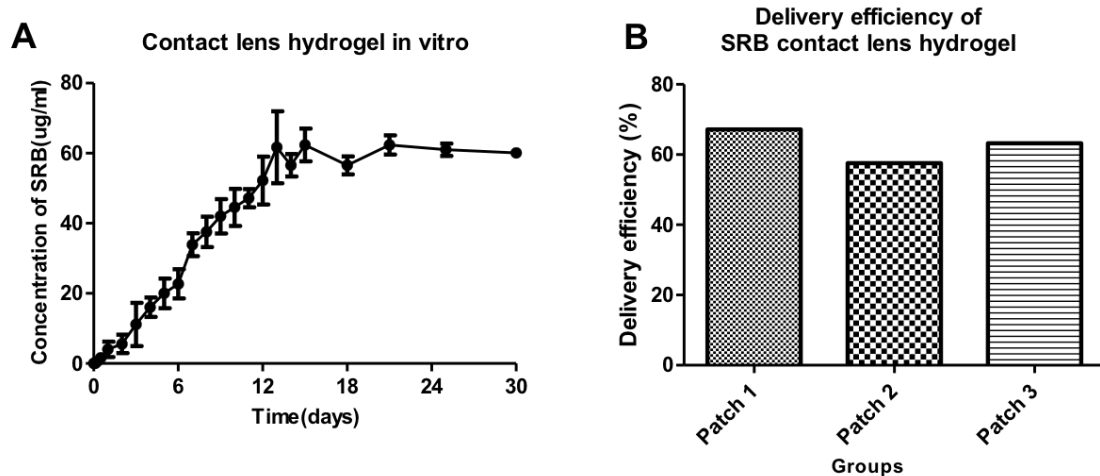 A
Contact lens hydrogel in vitro
Concentration of SRB(ug/ml)
80
60
40
20
0
0 6 12 18 24 30
Time(days)
B
Delivery efficiency of
SRB contact lens hydrogel
Delivery efficiency (%)
80
60
40
20
0
Patch 1
Patch 2
Patch 3
Groups